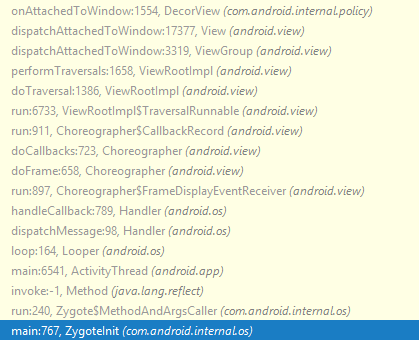 onAttachedToWindow:1554, DecorView (com.android.internal.policy)
dispatchAttachedToWindow:17377, View (android.view)
dispatchAttachedToWindow:3319, ViewGroup (android.view)
performTraversals:1658, ViewRootImpl (android.view)
doTraversal:1386, ViewRootImpl (android.view)
run:6733, ViewRootImpl$TraversalRunnable (android.view)
run:911, Choreographer$CallbackRecord (android.view)
doCallbacks:723, Choreographer (android.view)
doFrame:658, Choreographer (android.view)
run:897, Choreographer$FrameDisplayEventReceiver (android.view)
handleCallback:789, Handler (android.os)
dispatchMessage:98, Handler (android.os)
loop:164, Looper (android.os)
main:6541, ActivityThread (android.app)
invoke:-1, Method (java.lang.reflect)
run:240, Zygote$MethodAndArgsCaller (com.android.internal.os)
main:767, ZygoteInit (com.android.internal.os)